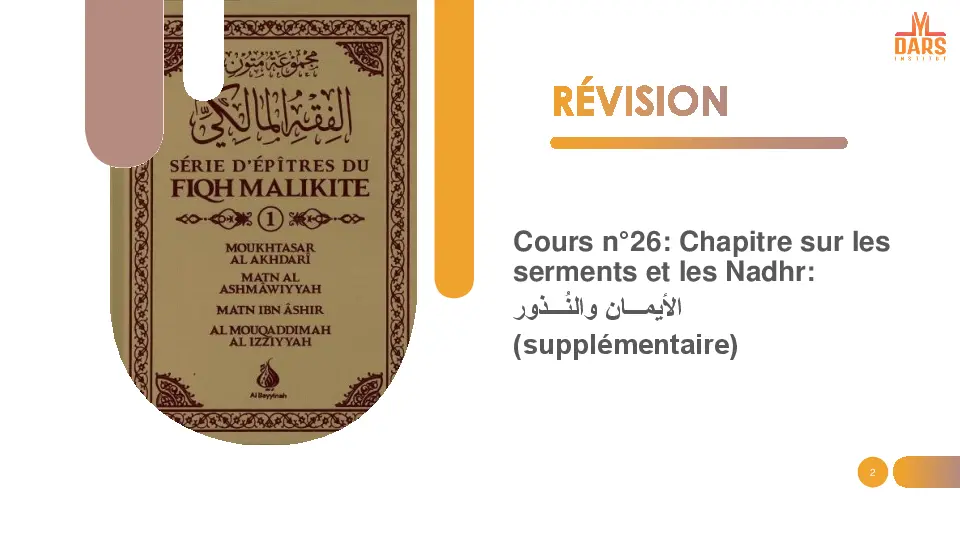 مجموعة متون
الفقه المالكي
SÉRIE D'ÉPÎTRES DU
FIQH MALIKITE
1
MOUKHTASAR
AL AKHDARÎ
MATN AL
ASHMÂWIYYAH
MATN IBN ÂSHIR
AL MOUQADDIMAH
AL IZZIYYAH
Al Bayyinah
M
DARS
INSTITUT
RÉVISION
Cours n°26: Chapitre sur les
serments et les Nadhr:
الأيمـــان والنُـــذور
(supplémentaire)
2